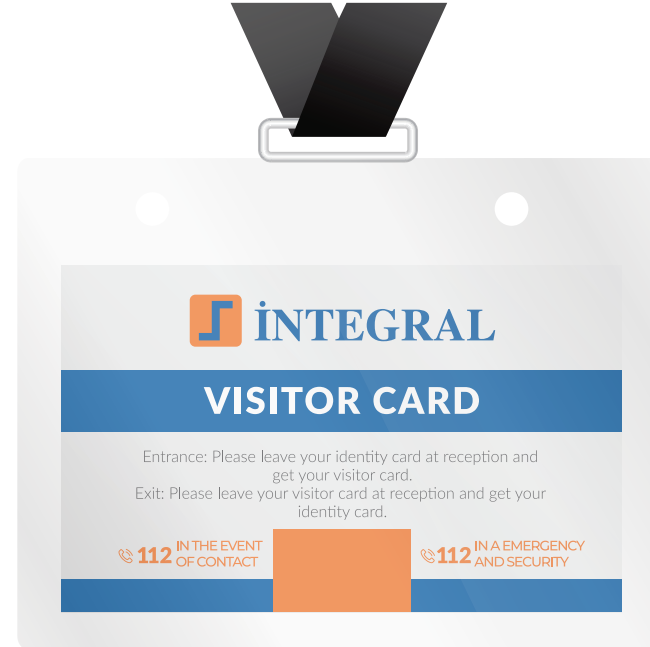 İNTEGRAL
VISITOR CARD
Entrance: Please leave your identity card at reception and
get your visitor card.
Exit: Please leave your visitor card at reception and get your
identity card.
112 IN THE EVENT
OF CONTACT
112 IN A EMERGENCY
AND SECURITY